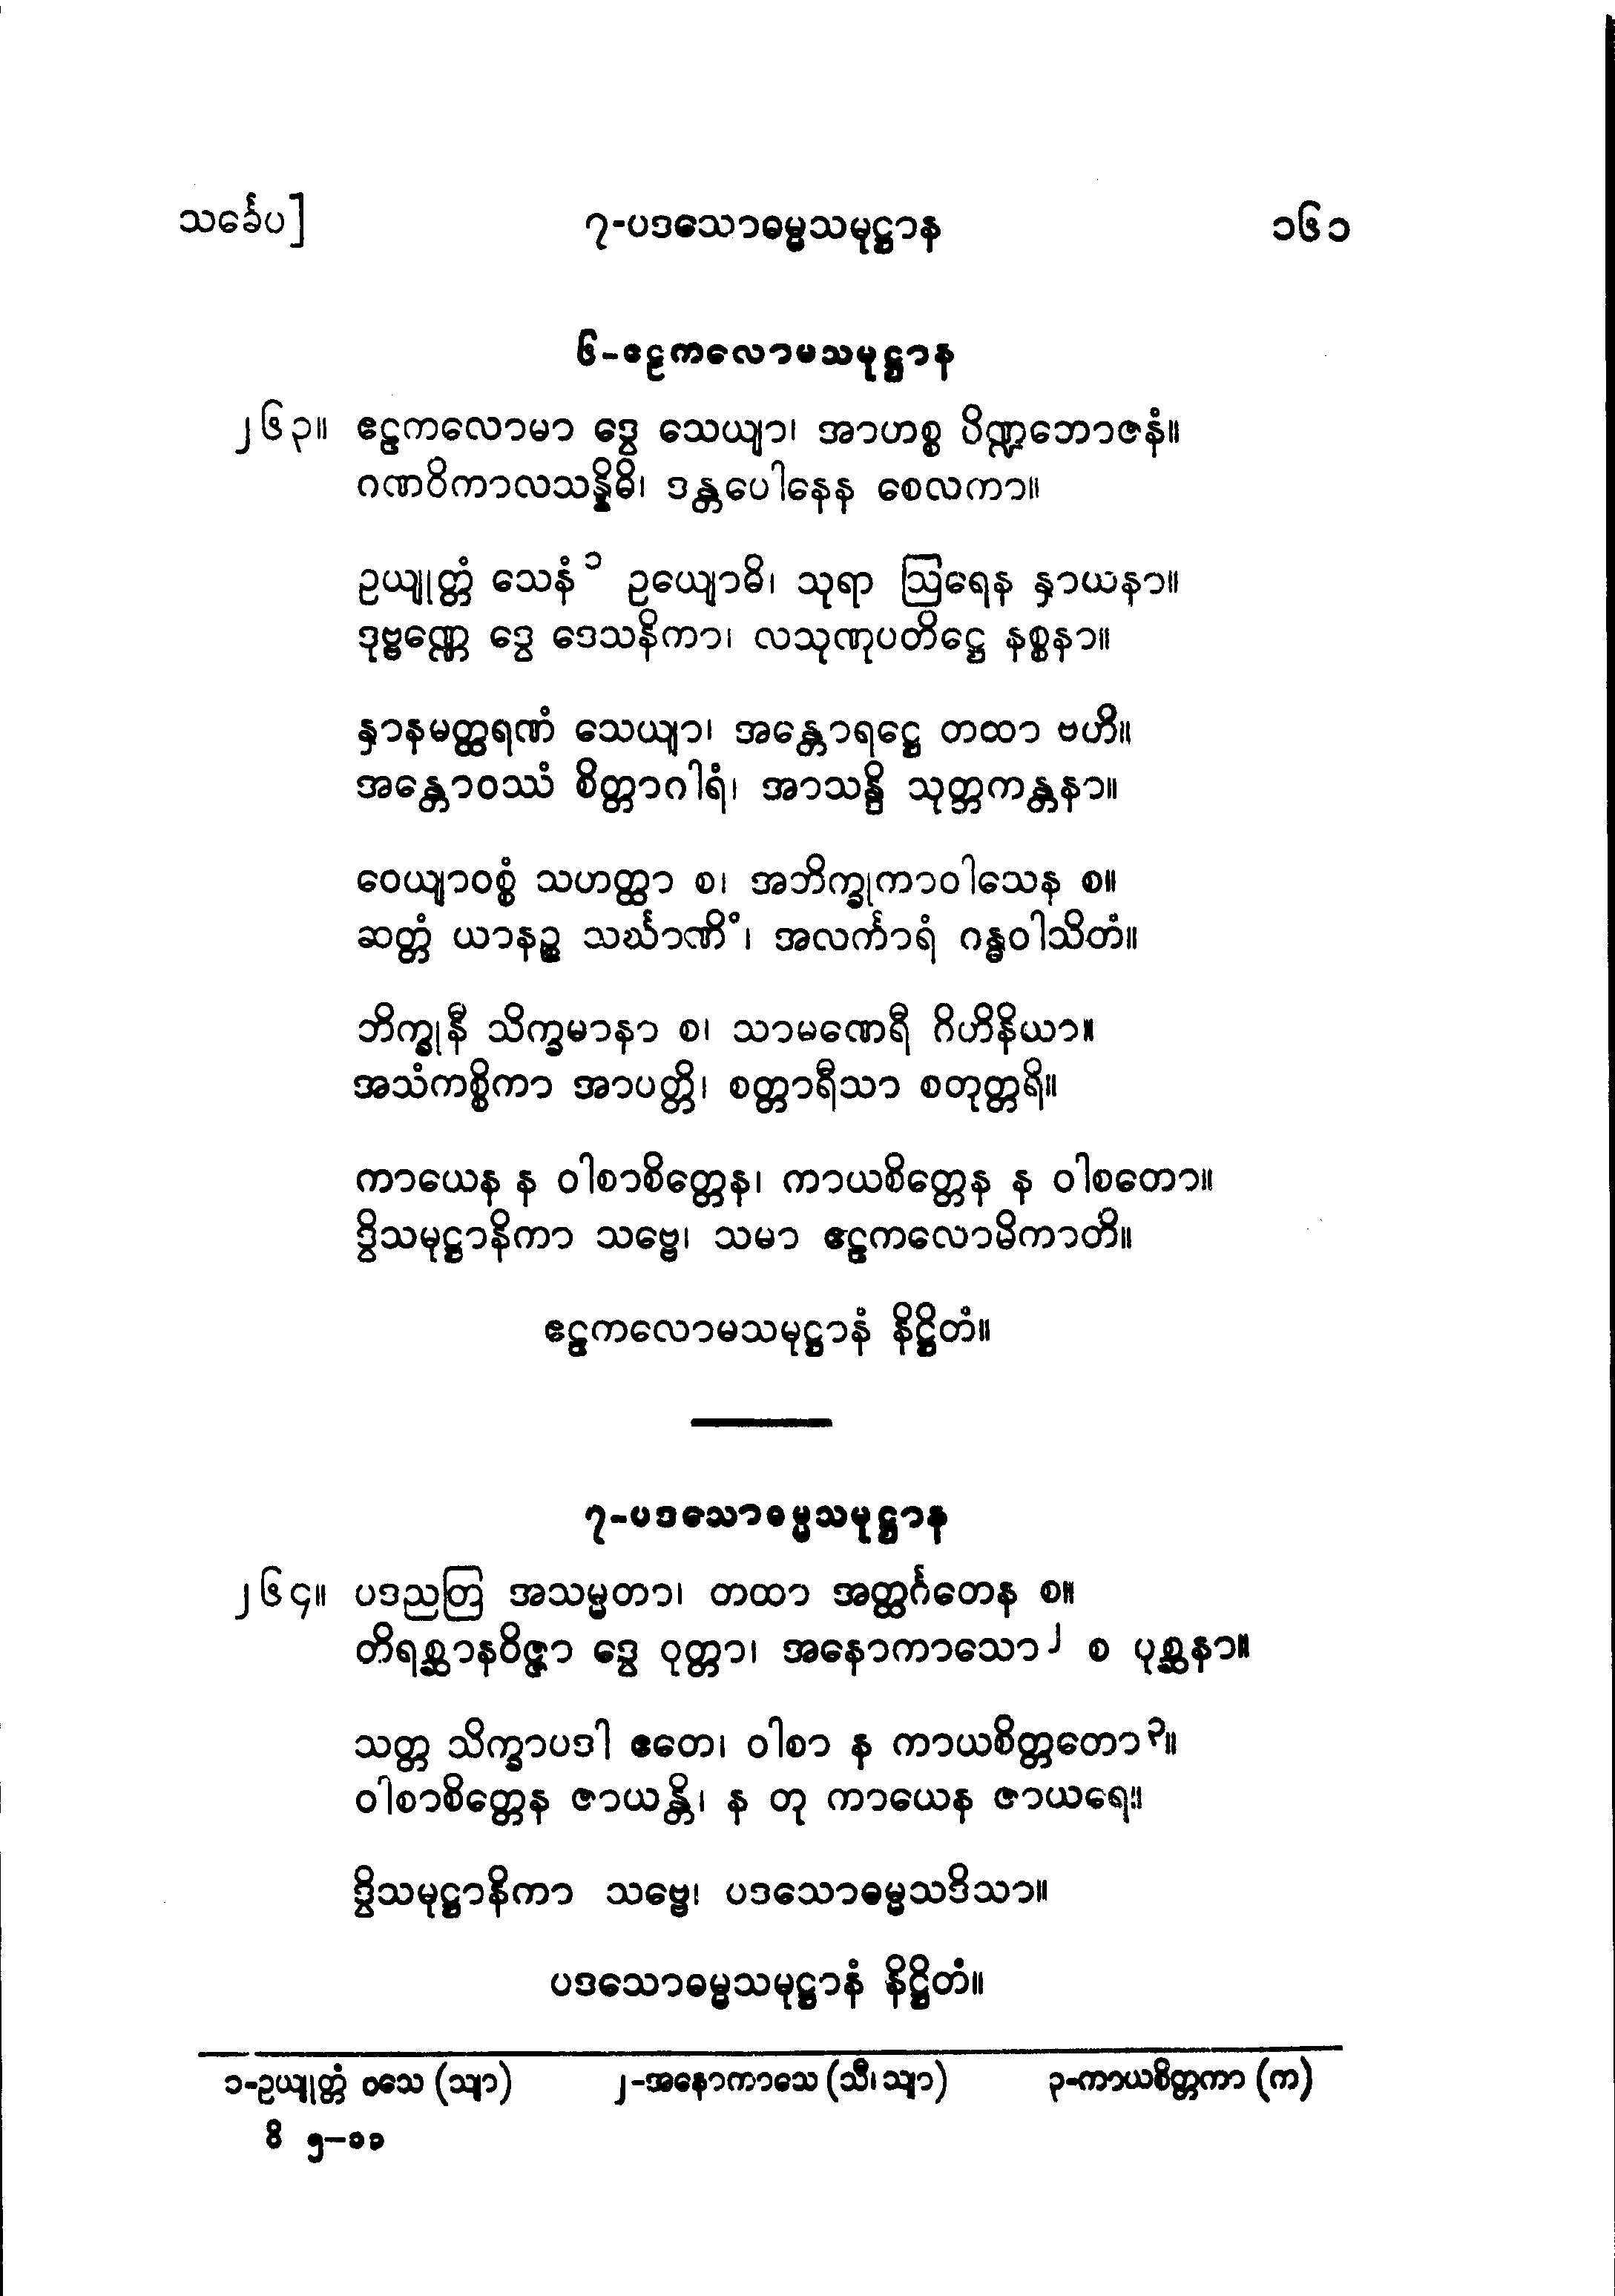 သင်္ခေပ]
၇-ပဒသောဓမ္မသမုဋ္ဌာန
၁၆၁
၆-ဧဠကလောမသမုဋ္ဌာန
၂၆၃။ ဧဠကလောမာ ဒွေ သေယျာ၊ အာဟစ္စ ပိဏ္ဍဘောဇနံ။
ဂဏဝိကာလသန္နိဓိ၊ ဒန္တပေါနေန စေလကာ။
ဥယျုတ္တံ သေနံ ၁ ဥယျောဓိ၊ သုရာ ဩရေန န္ဟာယနာ။
ဒုဗ္ဗဏ္ဏေ ဒွေ ဒေသနိကာ၊ လသုဏုပတိဋ္ဌေ နစ္စနာ။
န္ဟာနမတ္ထရဏံ သေယျာ၊ အန္တောရဋ္ဌေ တထာ ဗဟိ။
အန္တောဝဿံ စိတ္တာဂါရံ၊ အာသန္ဒိ သုတ္တကန္တနာ။
ဝေယျာဝစ္စံ သဟတ္ထာ စ၊ အဘိက္ခုကာဝါသေန စ။
ဆတ္တံ ယာနဉ္စ သင်္ဃာဏိံ၊ အလင်္ကာရံ ဂန္ဓဝါသိတံ။
ဘိက္ခုနီ သိက္ခမာနာ စ၊ သာမဏေရီ ဂိဟိနိယာ။
အသံကစ္စိကာ အာပတ္တိ၊ စတ္တာရီသာ စတုတ္တရိ။
ကာယေန န ဝါစာစိတ္တေန၊ ကာယစိတ္တေန န ဝါစတော။
ဒွိသမုဋ္ဌာနိကာ သဗ္ဗေ၊ သမာ ဧဠကလောမိကာတိ။
ဧဠကလောမသမုဋ္ဌာနံ နိဋ္ဌိတံ။
၇-ပဒသောဓမ္မသမုဋ္ဌာန
၂၆၄။ ပဒညတြ အသမ္မတာ၊ တထာ အတ္ထင်္ဂတေန စ။
တိရစ္ဆာနဝိဇ္ဇာ ဒွေ ဝုတ္တာ၊ အနောကာသော ၂ စ ပုစ္ဆနာ။
သတ္တ သိက္ခာပဒါ ဧတေ၊ ဝါစာ န ကာယစိတ္တတော ၃။
ဝါစာစိတ္တေန ဇာယန္တိ၊ န တု ကာယေန ဇာယရေ။
ဒွိသမုဋ္ဌာနိကာ သဗ္ဗေ၊ ပဒသောဓမ္မသဒိသာ။
ပဒသောဓမ္မသမုဋ္ဌာနံ နိဋ္ဌိတံ။
၁-ဥယျုတ္တံ ဝသေ (သျာ) ၂-အနောကာသေ (သီ၊ သျာ) ၃-ကာယစိတ္တကာ (က)
ဝိ ၅-၁၁